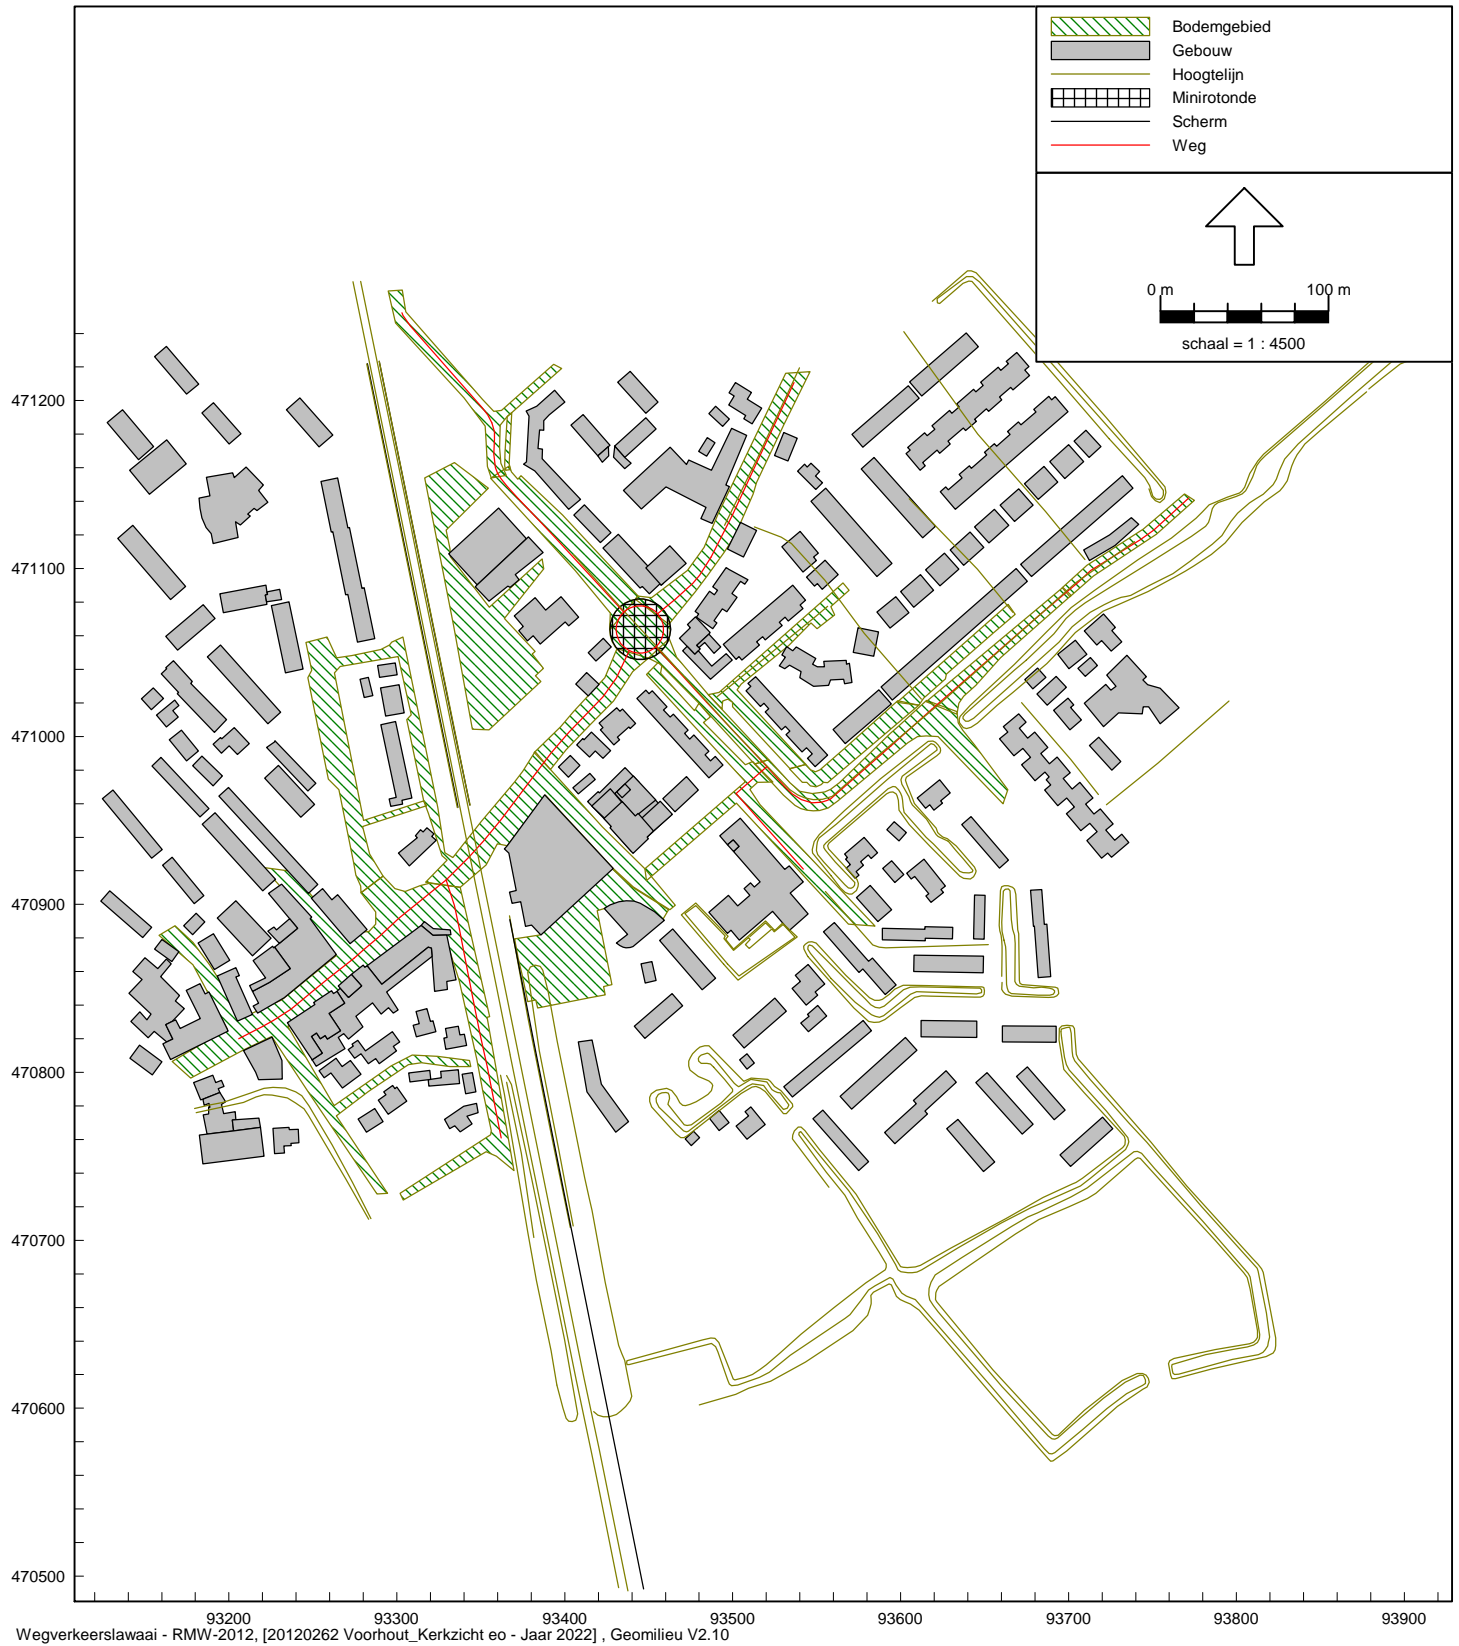 Bodemgebied
Gebouw
Hoogtelijn
Minirotonde
Scherm
Weg
0 m 100 m
schaal = 1 : 4500
471200
471100
471000
470900
470800
470700
470600
470500
93200 93300 93400 93500 93600 93700 93800 93900
Wegverkeerslawaai - RMW-2012, [20120262 Voorhout_Kerkzicht eo - Jaar 2022] , Geomilieu V2.10